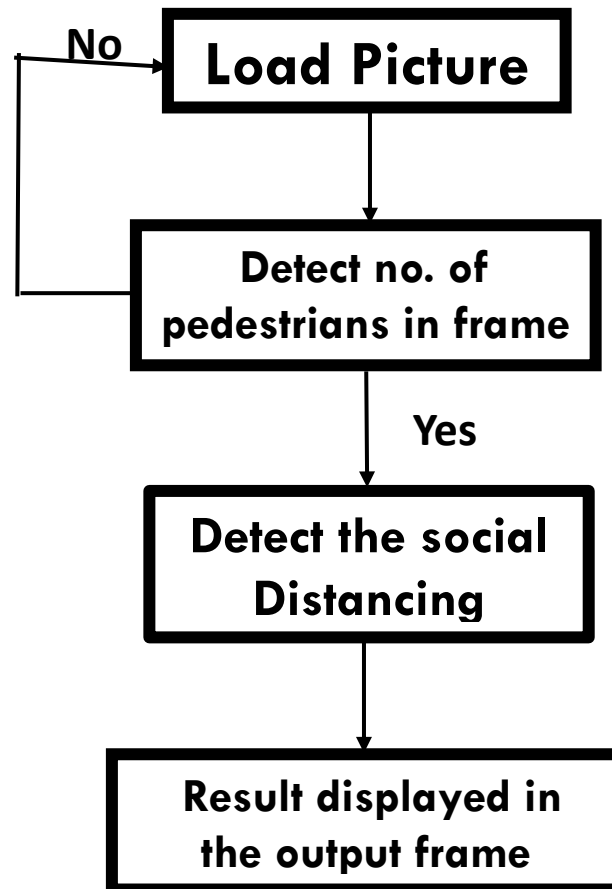 No
Load Picture
Detect no. of
pedestrians in frame
Yes
Detect the social
Distancing
Result displayed in
the output frame